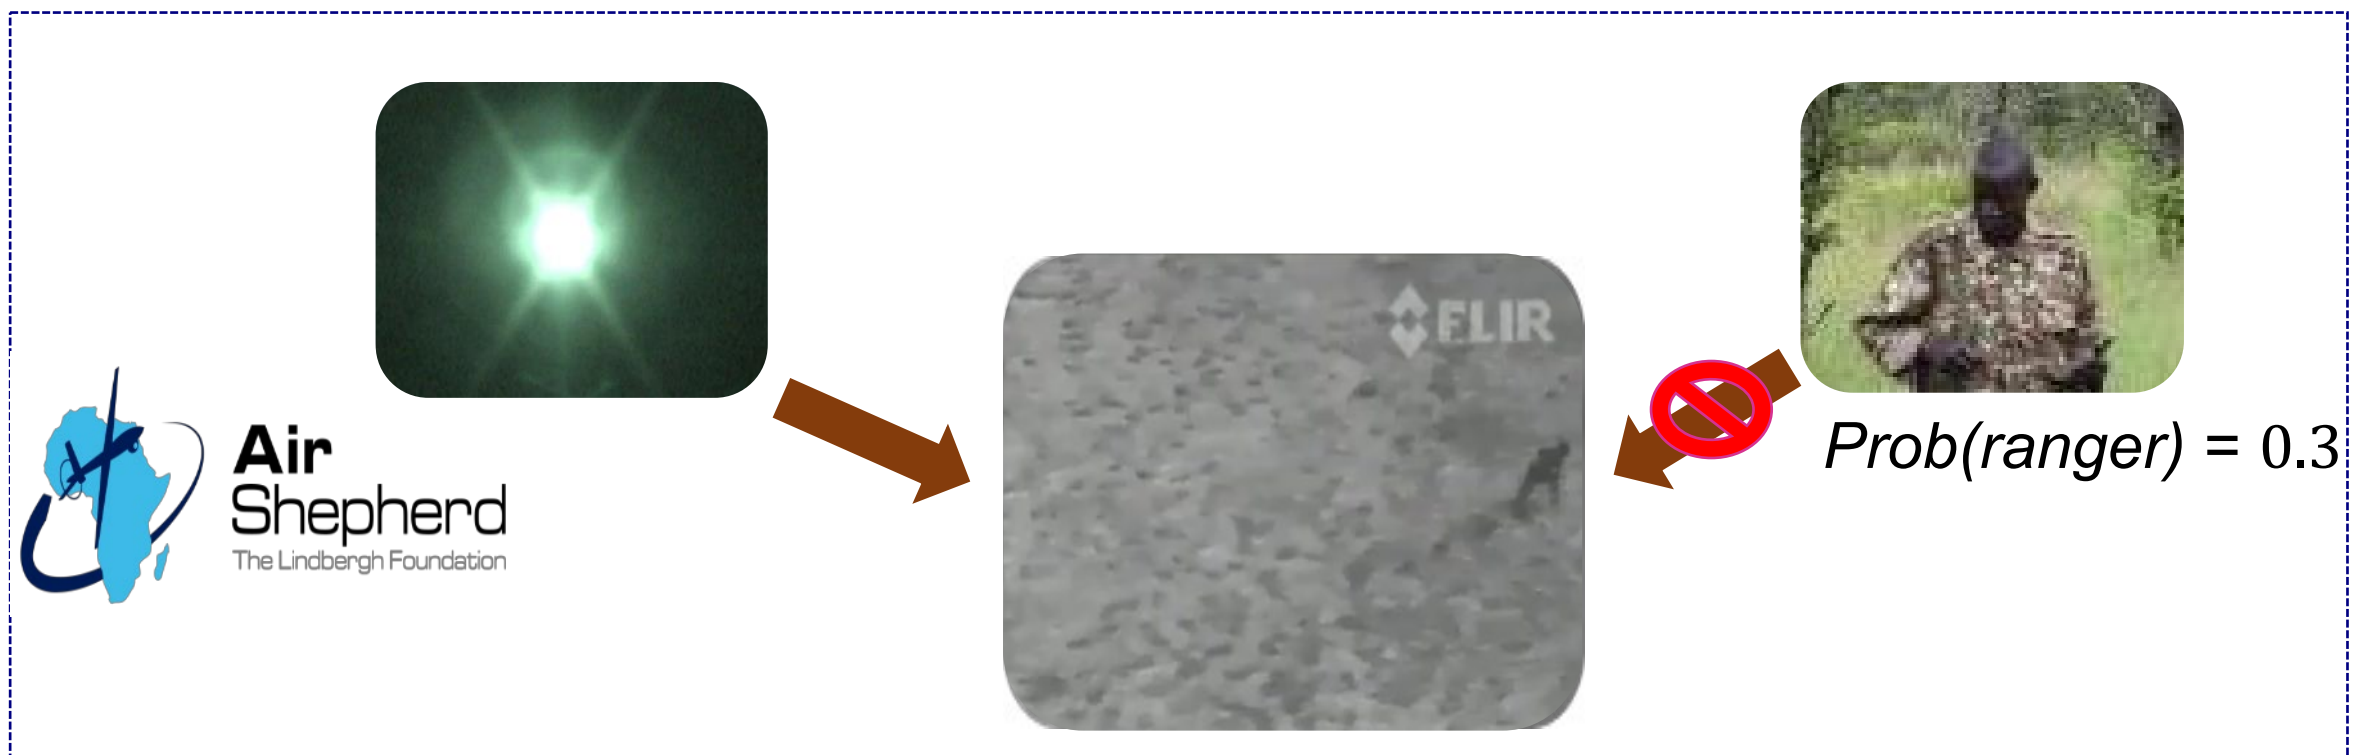 FLIR
Prob(ranger) = 0.3
Air
Shepherd
The Lindbergh Foundation